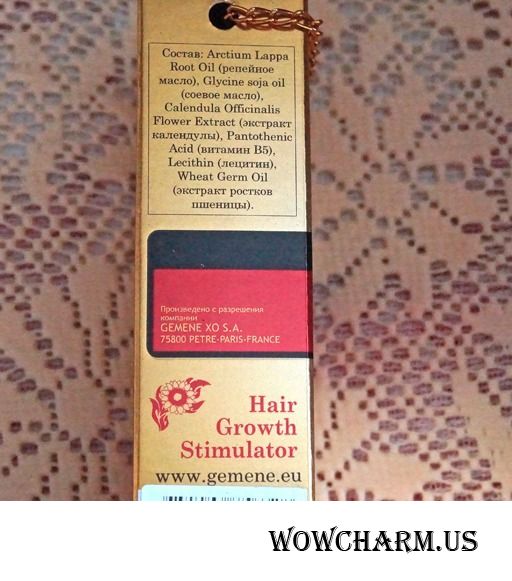 Состав: Arctium Lappa
Root Oil (репейное
масло), Glycine soja oil
(соевое масло),
Calendula Officinalis
Flower Extract (экстракт
календулы), Pantothenic
Acid (витамин B5),
Lecithin (лецитин),
Wheat Germ Oil
(экстракт ростков
пшеницы).
Произведено с разрешения
компании
GEMENE XO S.A.
75800 PETRE-PARIS-FRANCE
Hair
Growth
Stimulator
www.gemene.eu
WOWCHARM.US